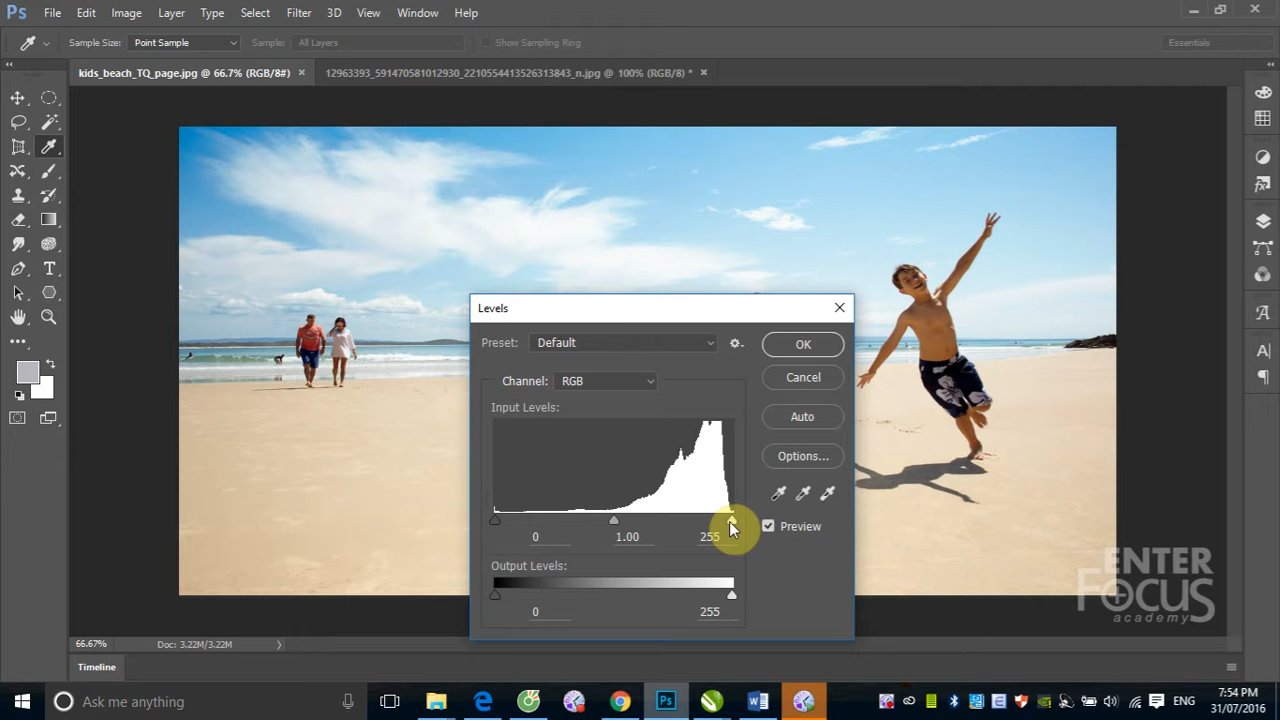 Ps File Edit Image Layer Type Select Filter 3D View Window Help
Sample Size: Point Sample Sample: All Layers Show Sampling Ring Essentials
kids_beach_TQ_page.jpg @ 66.7% (RGB/8#) × 12963393_591470581012930_2210554413526313843_n.jpg @ 100% (RGB/8) * ×
Levels
Preset: Default OK
Channel: RGB Cancel
Input Levels: Auto
Options...
0 1.00 255 Preview
Output Levels:
0 255
ENTER
FOCUS
academy
66.67% Doc: 3.22M/3.22M
Timeline
Ask me anything
ENG
7:54 PM
31/07/2016